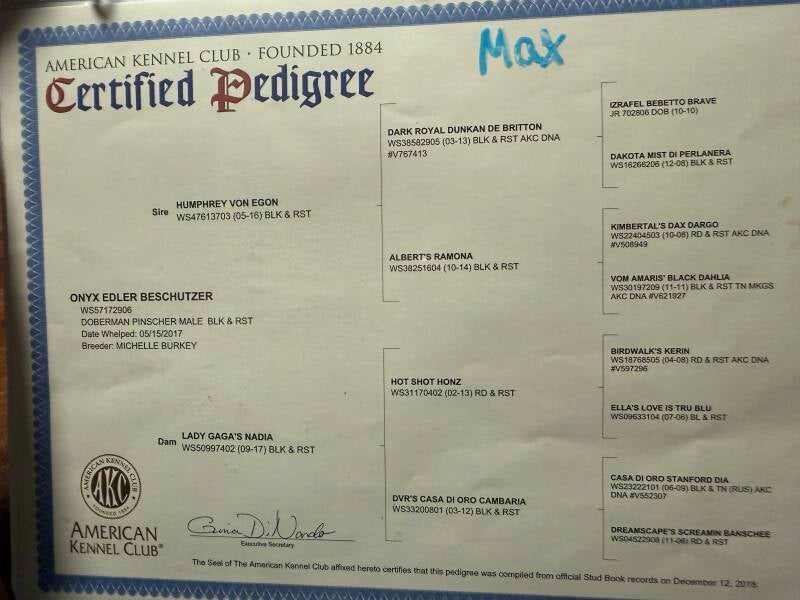 AMERICAN KENNEL CLUB · FOUNDED 1884
Certified Pedigree
Max
Sire HUMPHREY VON EGON
WS47613703 (05-16) BLK & RST
ONYX EDLER BESCHUTZER
WS57172906
DOBERMAN PINSCHER MALE BLK & RST
Date Whelped: 05/15/2017
Breeder: MICHELLE BURKEY
Dam LADY GAGA'S NADIA
WS50997402 (09-17) BLK & RST
DARK ROYAL DUNKAN DE BRITTON
WS38582905 (03-13) BLK & RST AKC DNA
#V767413
ALBERT'S RAMONA
WS38251604 (10-14) BLK & RST
HOT SHOT HONZ
WS31170402 (02-13) RD & RST
DVR'S CASA DI ORO CAMBARIA
WS33200801 (03-12) BLK & RST
IZRAFEL BEBETTO BRAVE
JR 702806 DOB (10-10)
DAKOTA MIST DI PERLANERA
WS16266206 (12-08) BLK & RST
KIMBERTAL'S DAX DARGO
WS22404503 (10-08) RD & RST AKC DNA
#V508949
VOM AMARIS' BLACK DAHLIA
WS30197209 (11-11) BLK & RST TN MKGS
AKC DNA #V621927
BIRDWALK'S KERIN
WS18768505 (04-08) RD & RST AKC DNA
#V597296
ELLA'S LOVE IS TRU BLU
WS09633104 (07-06) BL & RST
CASA DI ORO STANFORD DIA
WS23222101 (06-09) BLK & TN (RUS) AKC
DNA #V552307
DREAMSCAPE'S SCREAMIN BANSCHEE
WS04522908 (11-06) RD & RST
AMERICAN KENNEL CLUB
AKC
FOUNDED 1884
AMERICAN
KENNEL CLUB®
Gina DiNardo
Executive Secretary
The Seal of The American Kennel Club affixed hereto certifies that this pedigree was compiled from official Stud Book records on December 12, 2018.